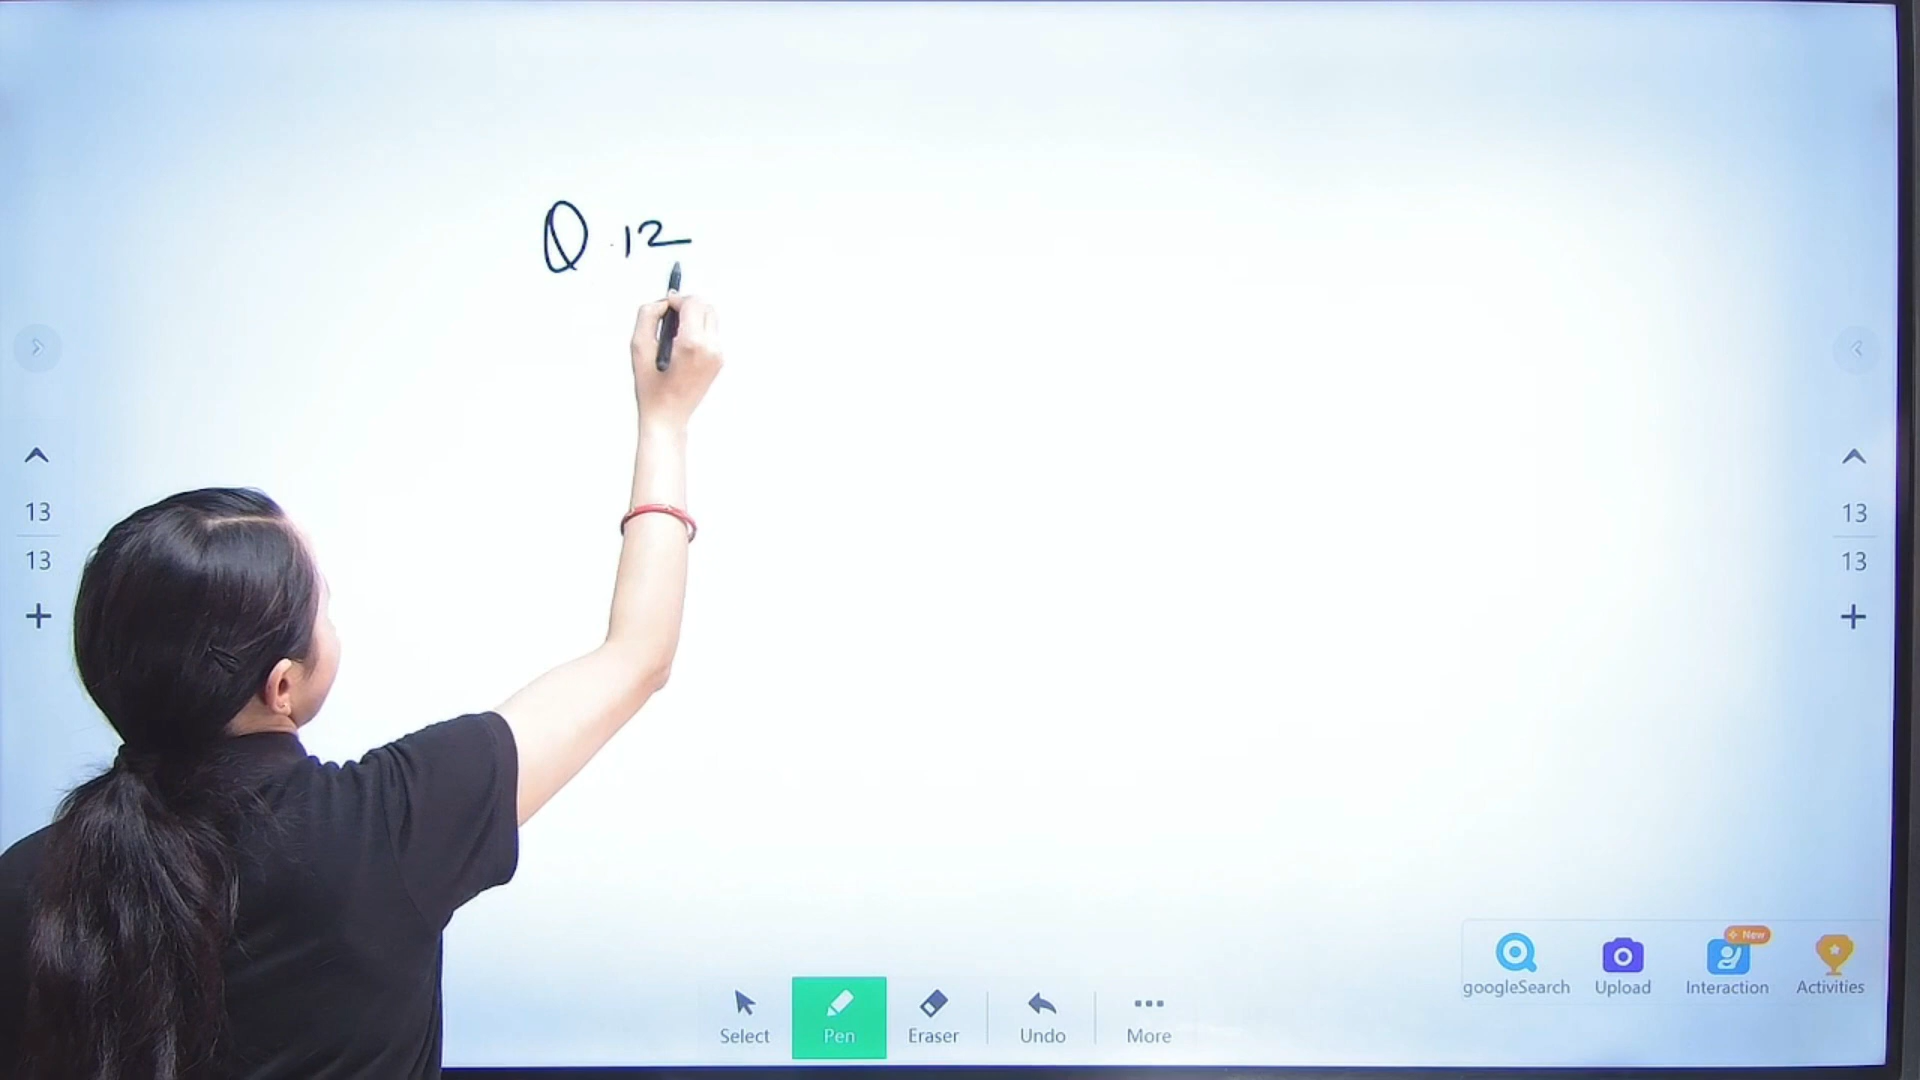 Q.12
13
13
13
13
New
googleSearch
Upload
Interaction
Activities
Select
Pen
Eraser
Undo
More